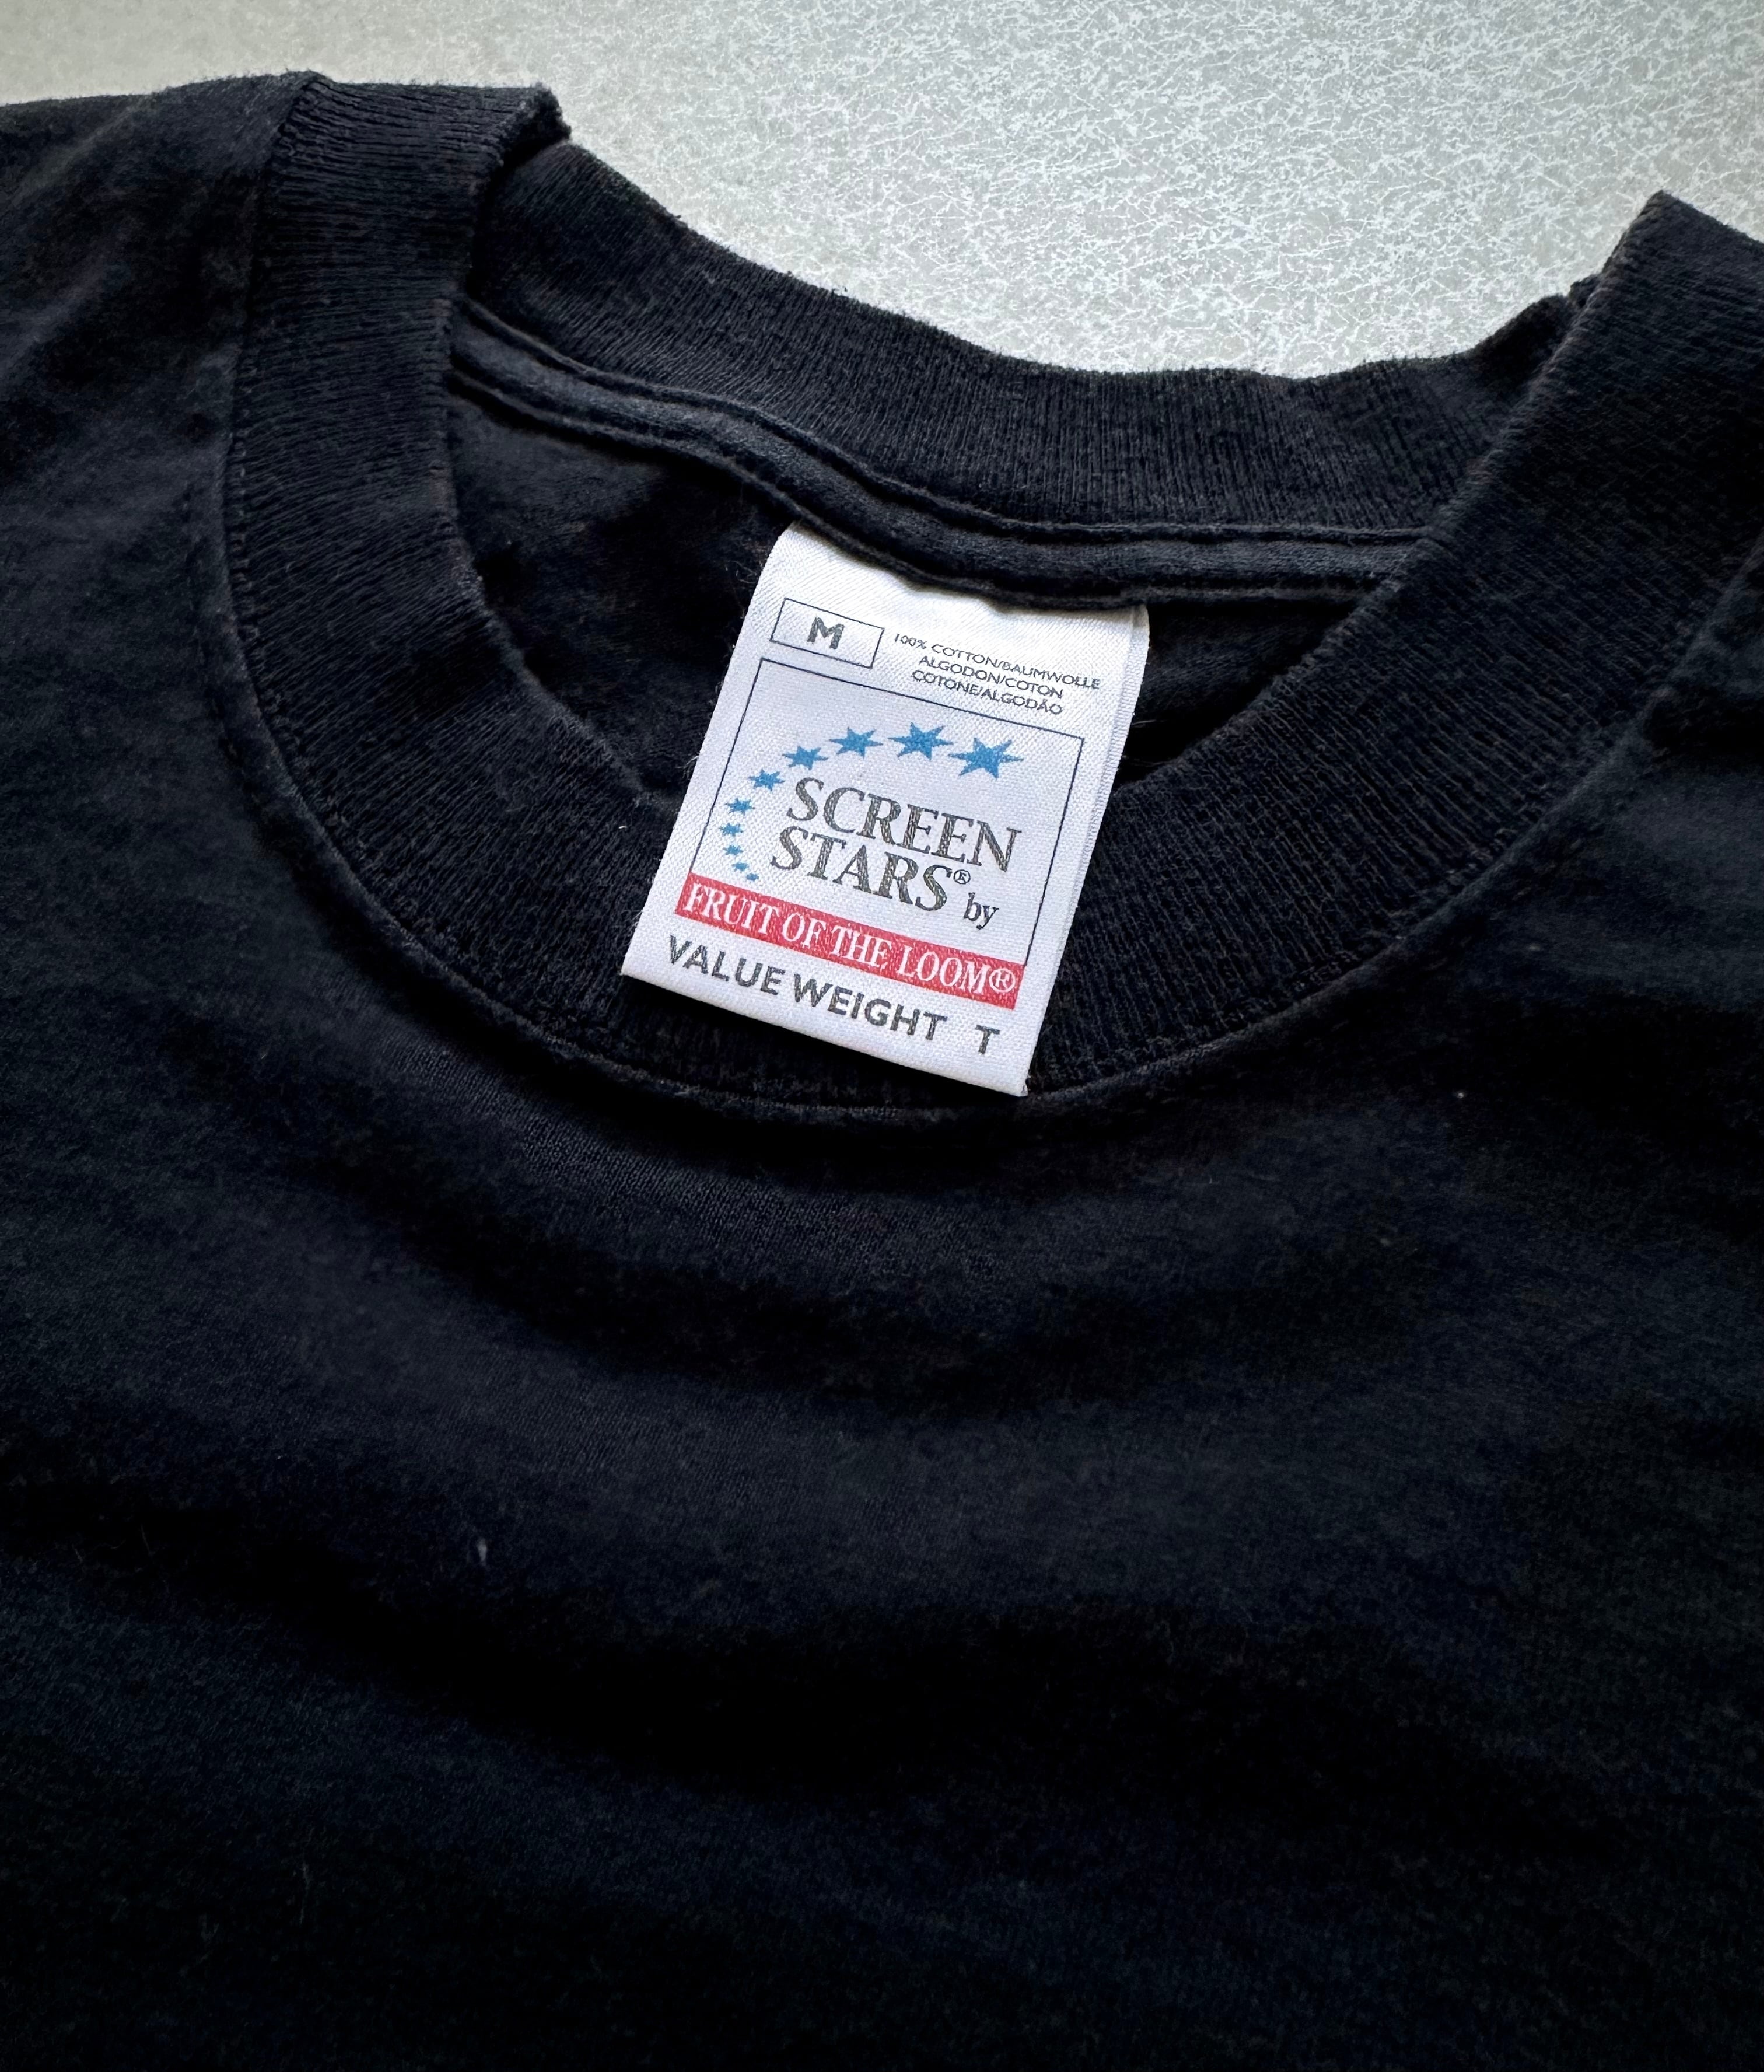 M
100% COTTON/BAUMWOLLE
ALGODON/COTON
COTONE/ALGODÃO
SCREEN
STARS® by
FRUIT OF THE LOOM®
VALUE WEIGHT T